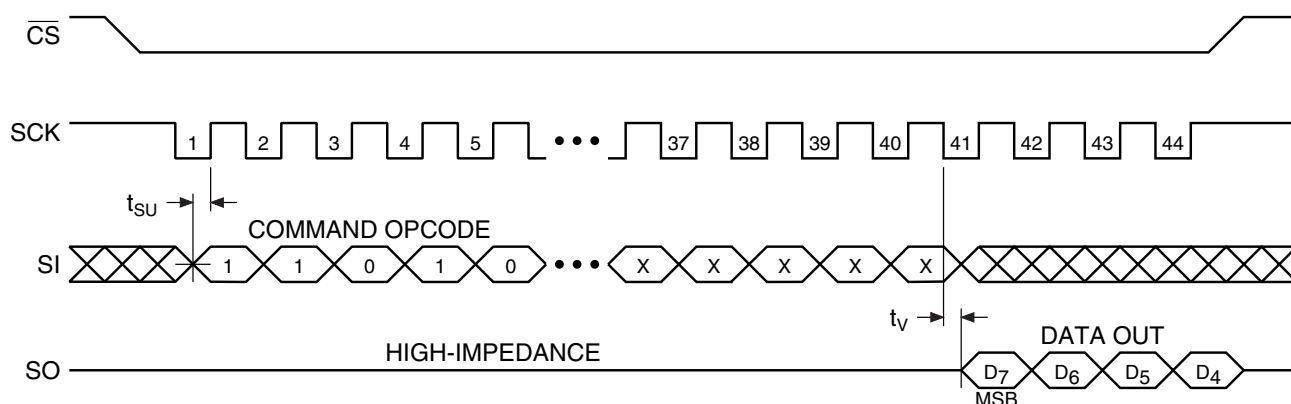 CS
SCK 1 2 3 4 5 ••• 37 38 39 40 41 42 43 44
tSU
COMMAND OPCODE
SI 1 1 0 1 0 ••• X X X X X
tV
DATA OUT
HIGH-IMPEDANCE
SO D7 D6 D5 D4
MSB